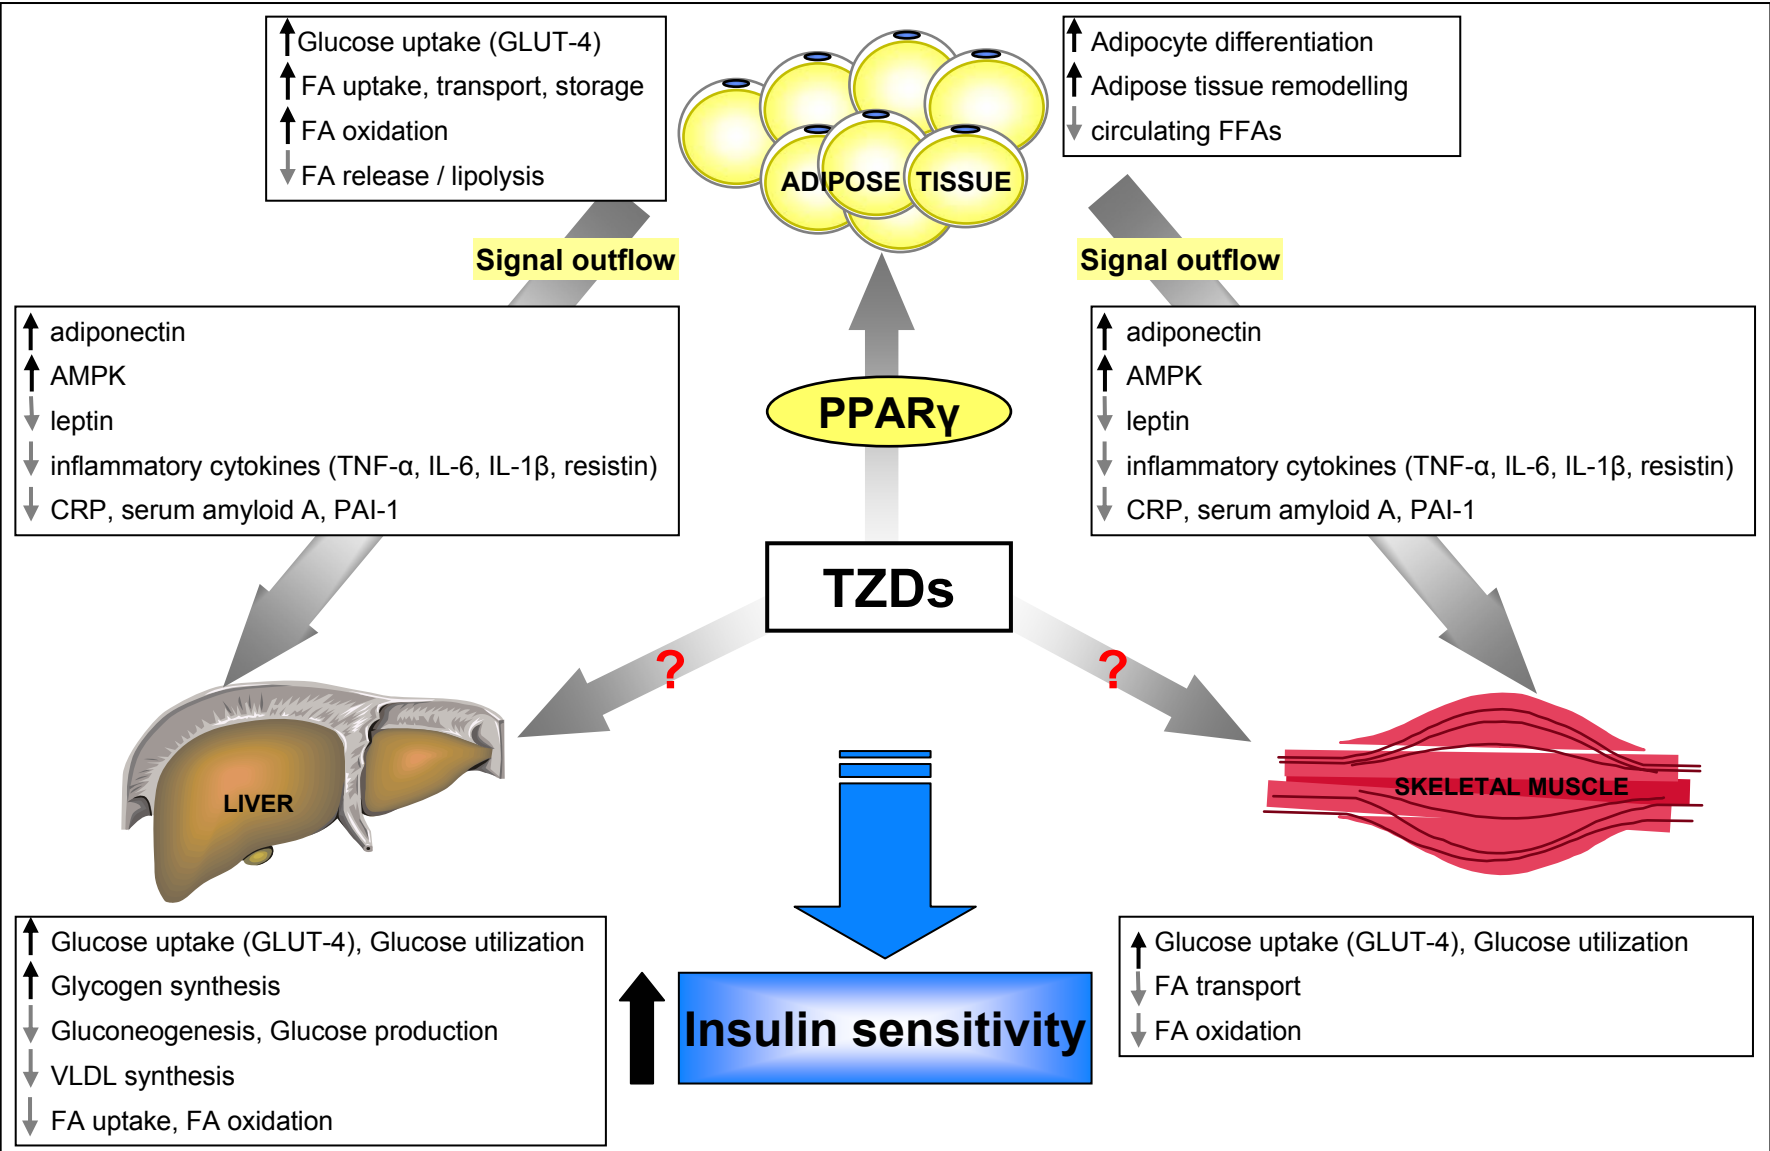 Glucose uptake (GLUT-4)
FA uptake, transport, storage
FA oxidation
FA release / lipolysis
Adipocyte differentiation
Adipose tissue remodelling
circulating FFAs
ADIPOSE TISSUE
Signal outflow
Signal outflow
adiponectin
AMPK
leptin
inflammatory cytokines (TNF-α, IL-6, IL-1β, resistin)
CRP, serum amyloid A, PAI-1
PPARγ
adiponectin
AMPK
leptin
inflammatory cytokines (TNF-α, IL-6, IL-1β, resistin)
CRP, serum amyloid A, PAI-1
TZDs
?
?
LIVER
SKELETAL MUSCLE
Glucose uptake (GLUT-4), Glucose utilization
Glycogen synthesis
Gluconeogenesis, Glucose production
VLDL synthesis
FA uptake, FA oxidation
Insulin sensitivity
Glucose uptake (GLUT-4), Glucose utilization
FA transport
FA oxidation